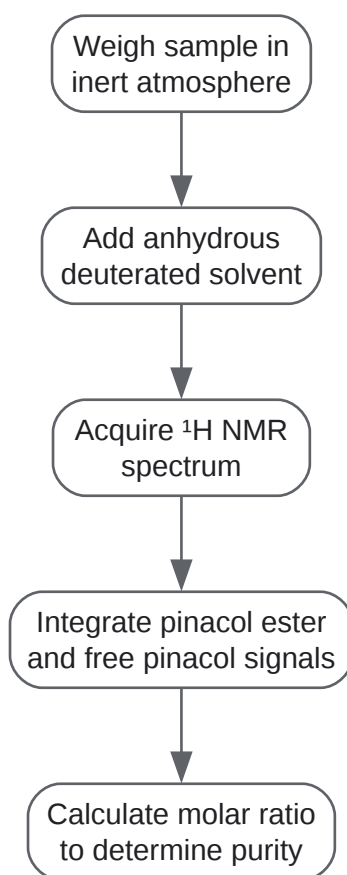 Weigh sample in
inert atmosphere
Add anhydrous
deuterated solvent
Acquire ¹H NMR
spectrum
Integrate pinacol ester
and free pinacol signals
Calculate molar ratio
to determine purity